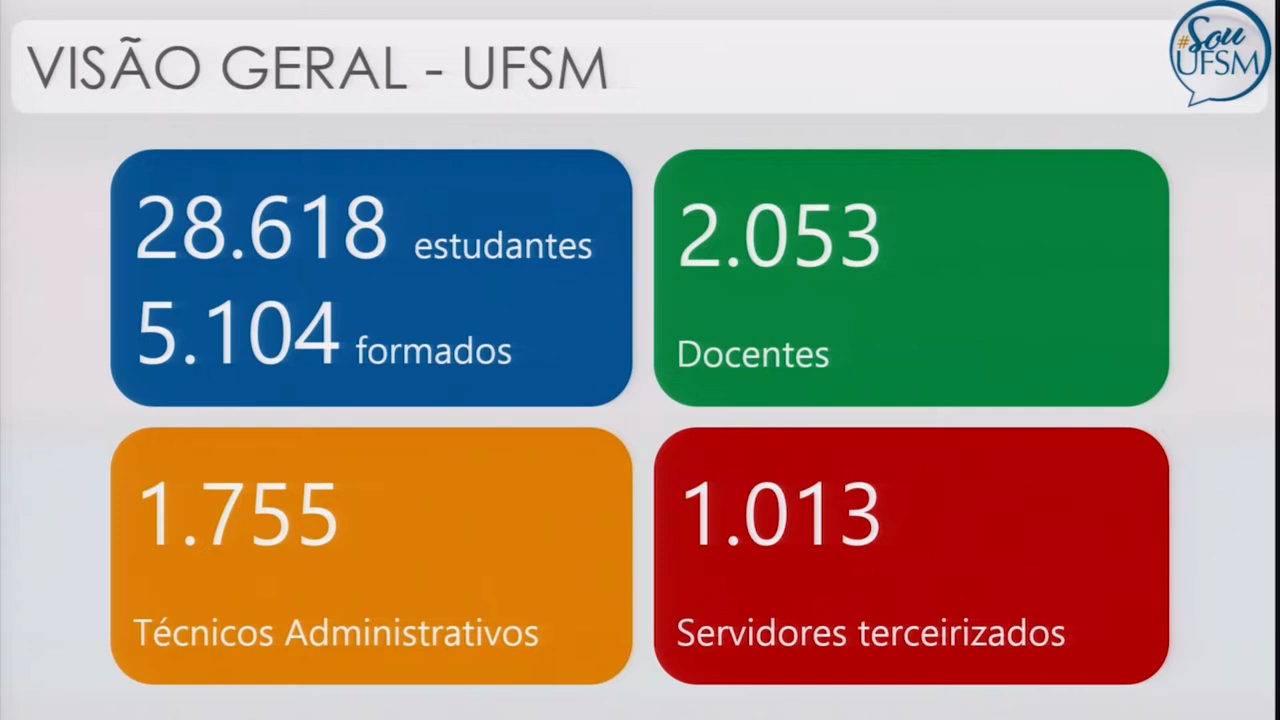 VISÃO GERAL - UFSM
#Sou
UFSM
28.618 estudantes
5.104 formados
2.053
Docentes
1.755
Técnicos Administrativos
1.013
Servidores terceirizados